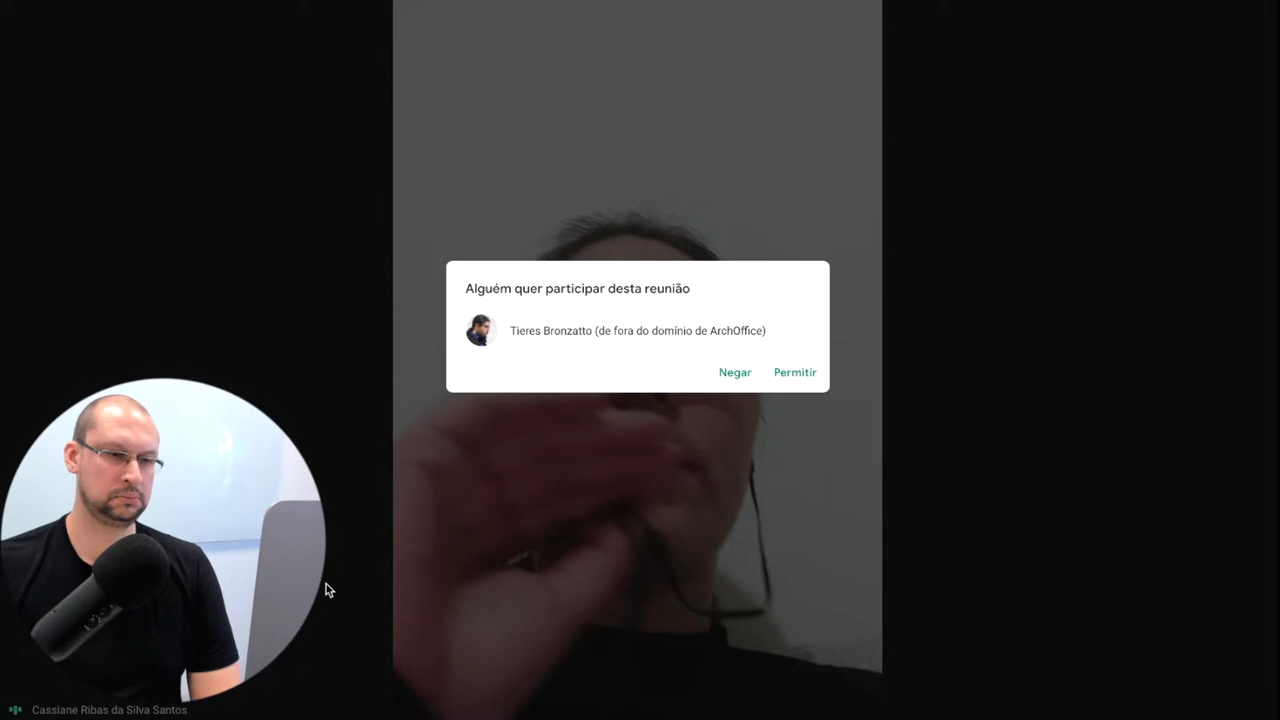 Alguém quer participar desta reunião
Tieres Bronzatto (de fora do domínio de ArchOffice)
Negar Permitir
Cassiane Ribas da Silva Santos